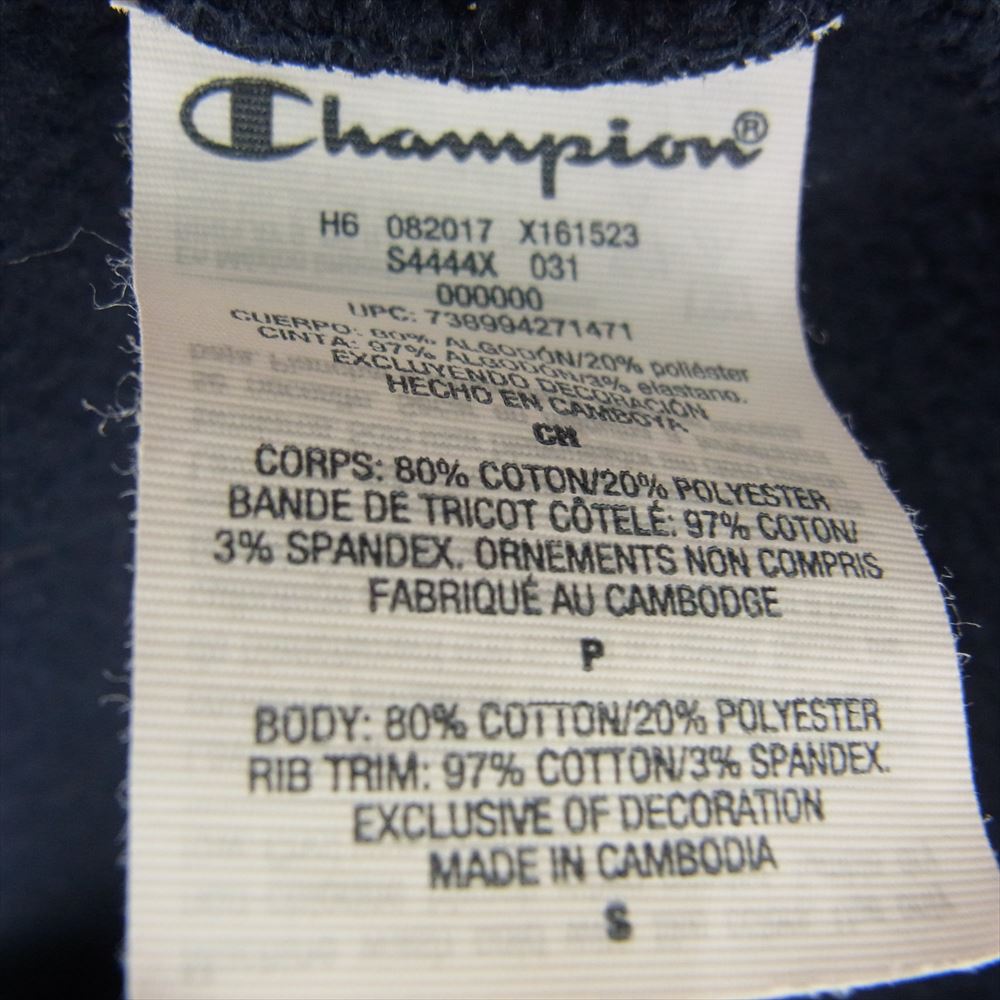 Champion®
H6 082017 X161523
S4444X 031
000000
UPC: 738994271471
CUERPO: 80% ALGODÓN/20% poliéster
CINTA: 97% ALGODÓN/3% elastano.
EXCLUYENDO DECORACIÓN
HECHO EN CAMBOYA
CH
CORPS: 80% COTON/20% POLYESTER
BANDE DE TRICOT CÔTELÉ: 97% COTON/
3% SPANDEX. ORNEMENTS NON COMPRIS
FABRIQUÉ AU CAMBODGE
P
BODY: 80% COTTON/20% POLYESTER
RIB TRIM: 97% COTTON/3% SPANDEX.
EXCLUSIVE OF DECORATION
MADE IN CAMBODIA
S